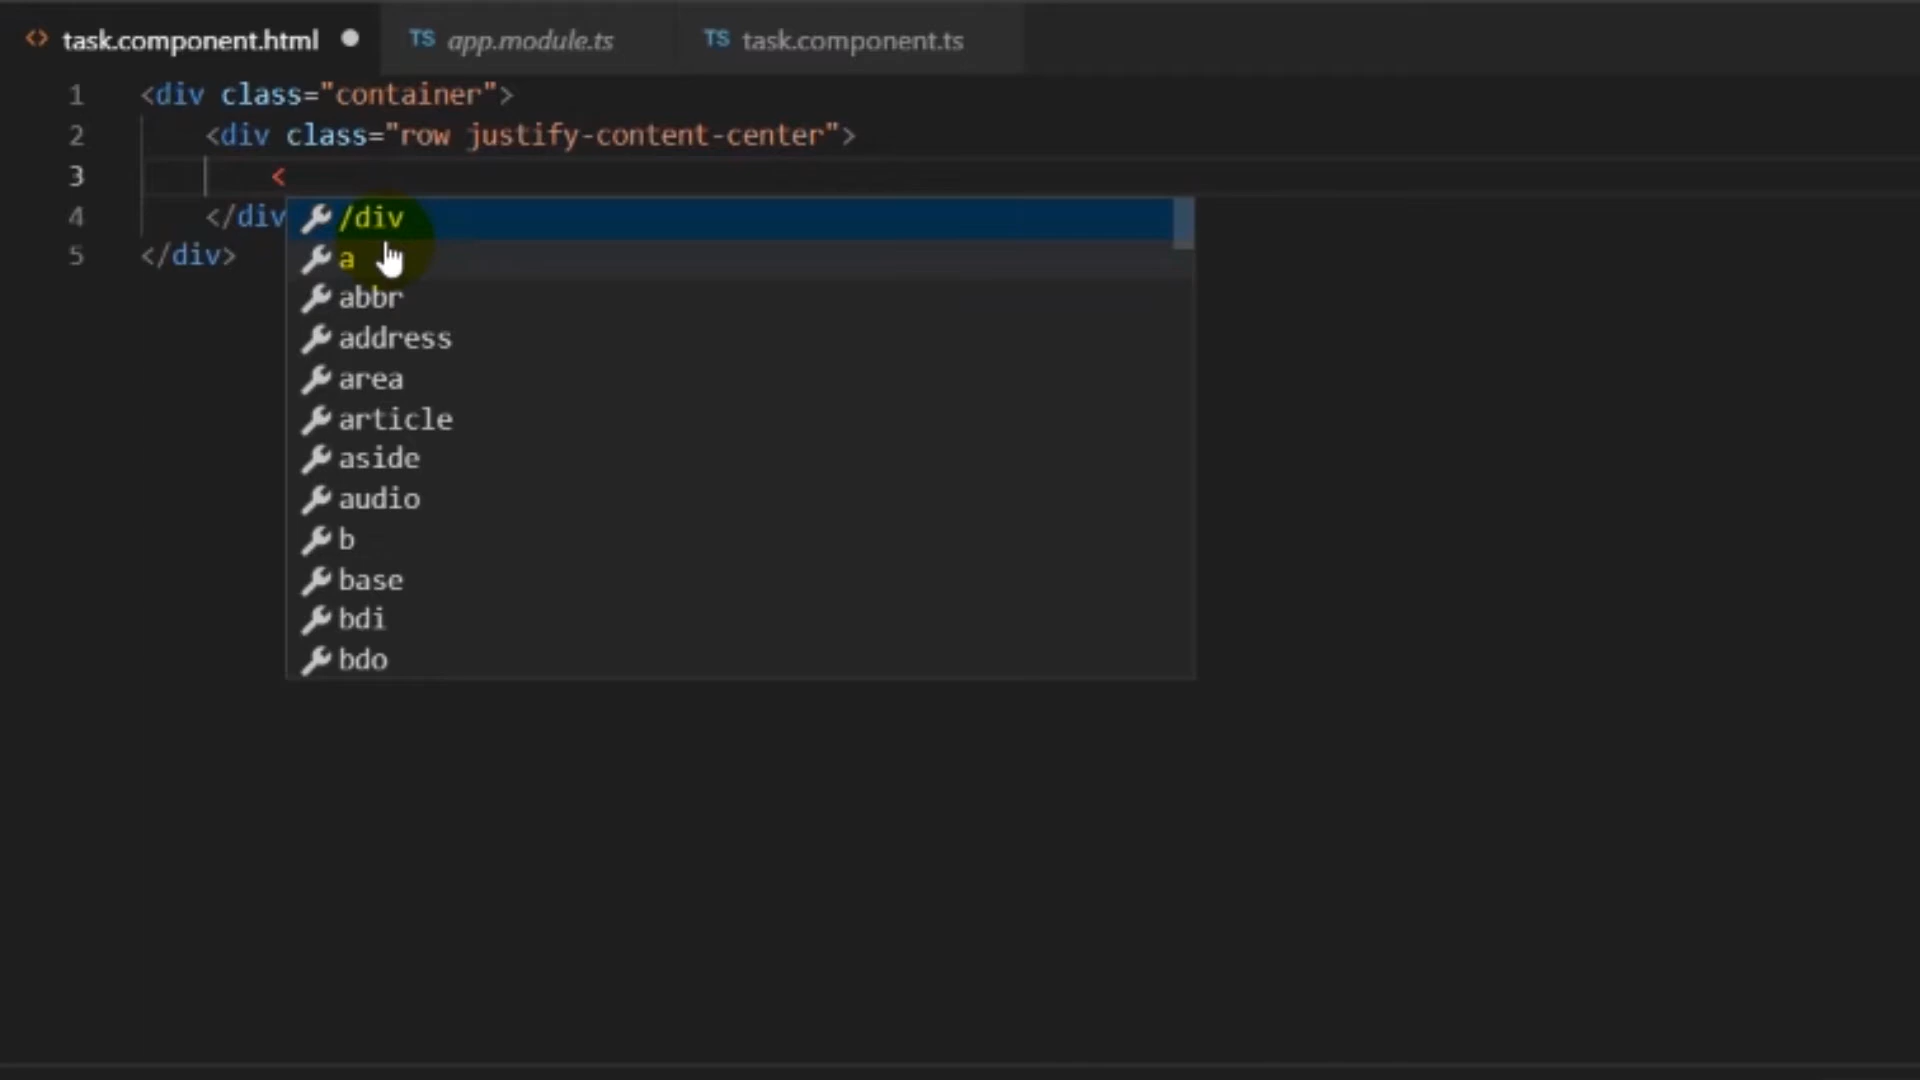 <> task.component.html TS app.module.ts TS task.component.ts
1 <div class="container">
2 <div class="row justify-content-center">
3 <
4 </div
/div
5 </div>
a
abbr
address
area
article
aside
audio
b
base
bdi
bdo